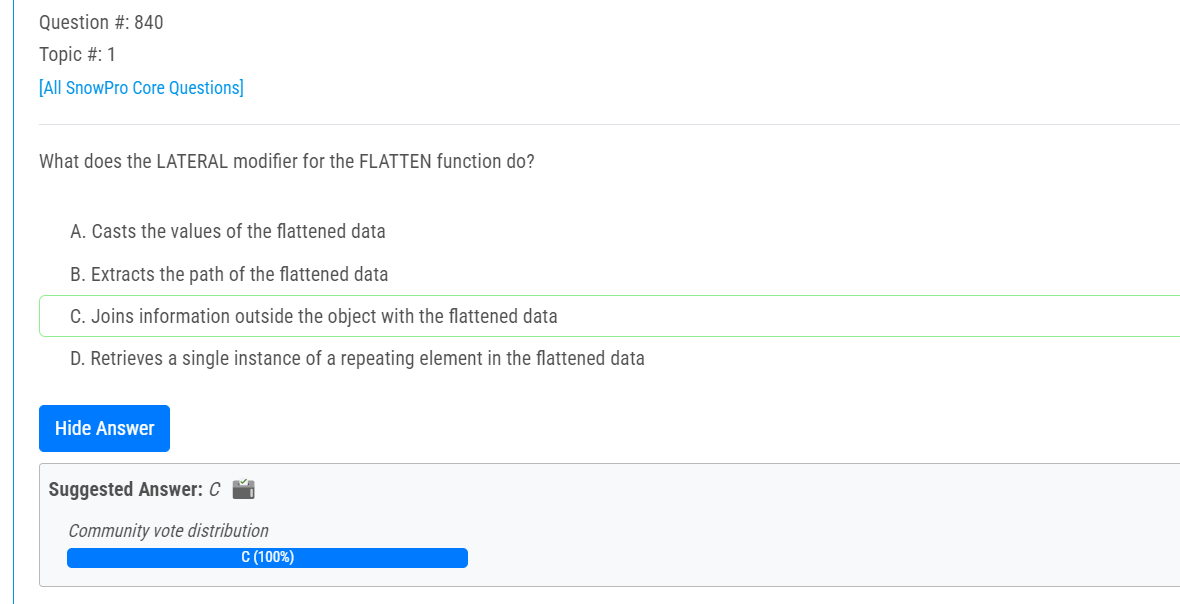 Question #: 840
Topic #: 1
[All SnowPro Core Questions]
What does the LATERAL modifier for the FLATTEN function do?
A. Casts the values of the flattened data
B. Extracts the path of the flattened data
C. Joins information outside the object with the flattened data
D. Retrieves a single instance of a repeating element in the flattened data
Hide Answer
Suggested Answer: C
Community vote distribution
C (100%)